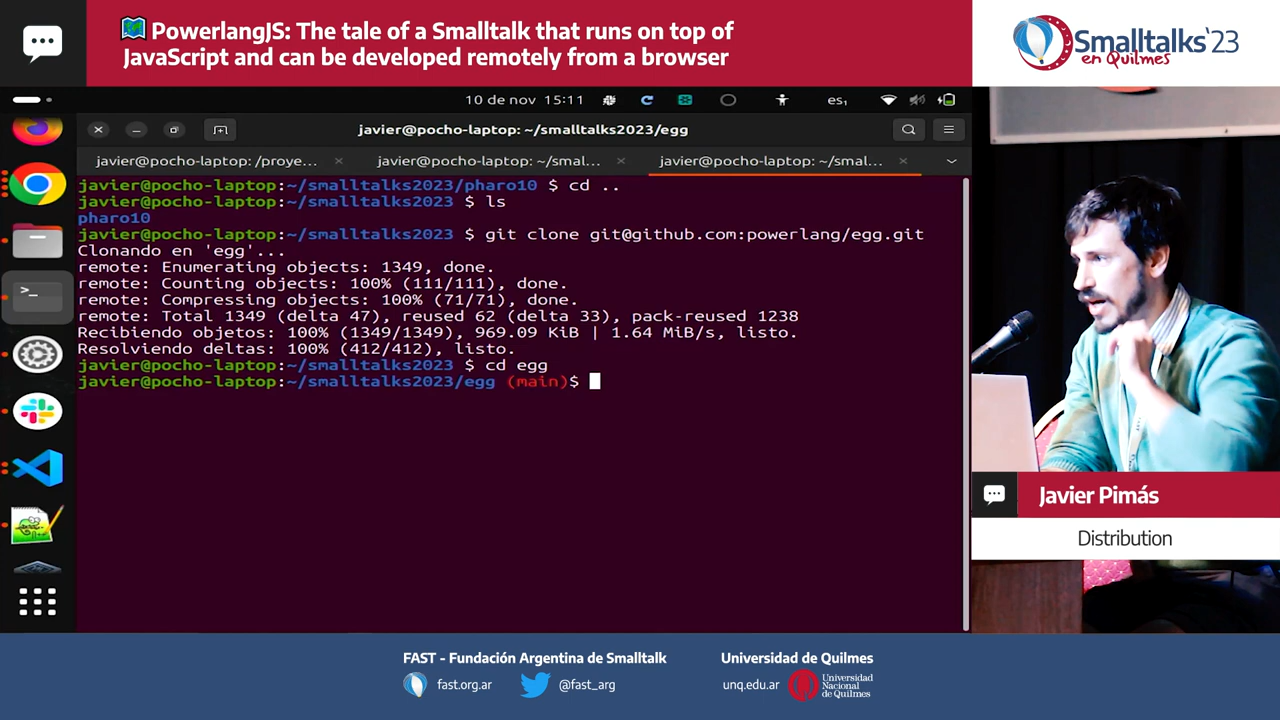 PowerlangJS: The tale of a Smalltalk that runs on top of
JavaScript and can be developed remotely from a browser
Smalltalks'23
en Quilmes
10 de nov 15:11
es₁
javier@pocho-laptop: ~/smalltalks2023/egg
javier@pocho-laptop: /proye...
javier@pocho-laptop: ~/smal...
javier@pocho-laptop: ~/smal...
javier@pocho-laptop:~/smalltalks2023/pharo10 $ cd ..
javier@pocho-laptop:~/smalltalks2023 $ ls
pharo10
javier@pocho-laptop:~/smalltalks2023 $ git clone git@github.com:powerlang/egg.git
Clonando en 'egg'...
remote: Enumerating objects: 1349, done.
remote: Counting objects: 100% (111/111), done.
remote: Compressing objects: 100% (71/71), done.
remote: Total 1349 (delta 47), reused 62 (delta 33), pack-reused 1238
Recibiendo objetos: 100% (1349/1349), 969.09 KiB | 1.64 MiB/s, listo.
Resolviendo deltas: 100% (412/412), listo.
javier@pocho-laptop:~/smalltalks2023 $ cd egg
javier@pocho-laptop:~/smalltalks2023/egg (main)$
Javier Pimás
Distribution
FAST - Fundación Argentina de Smalltalk
fast.org.ar
@fast_arg
Universidad de Quilmes
unq.edu.ar
Universidad
Nacional
de Quilmes